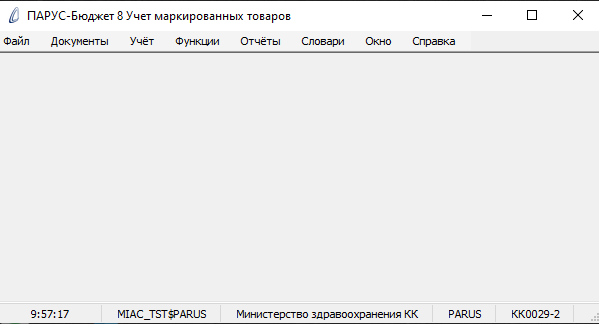 ПАРУС-Бюджет 8 Учет маркированных товаров
Файл Документы Учёт Функции Отчёты Словари Окно Справка
9:57:17 MIAC_TST$PARUS Министерство здравоохранения КК PARUS КК0029-2